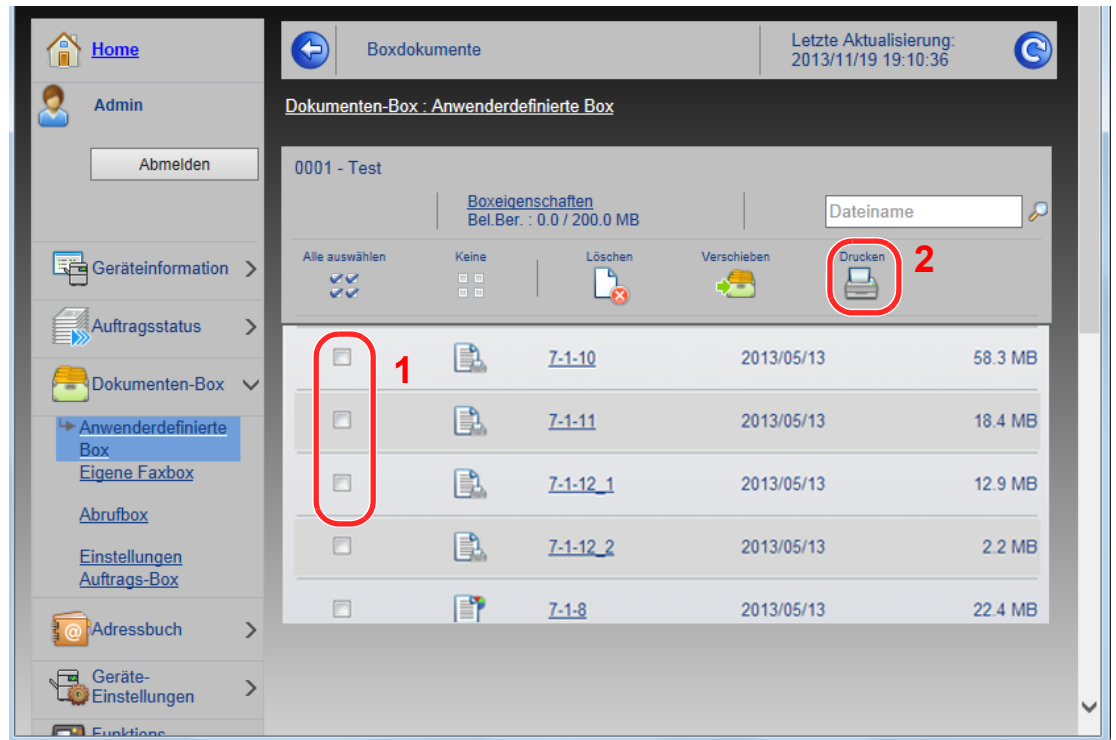 Home
Admin
Abmelden
Geräteinformation
Auftragsstatus
Dokumenten-Box
Anwenderdefinierte
Box
Eigene Faxbox
Abrufbox
Einstellungen
Auftrags-Box
Adressbuch
Geräte-
Einstellungen
Funktions
Boxdokumente
Letzte Aktualisierung:
2013/11/19 19:10:36
Dokumenten-Box : Anwenderdefinierte Box
0001 - Test
Boxeigenschaften
Bel.Ber. : 0.0 / 200.0 MB
Dateiname
Alle auswählen Keine Löschen Verschieben Drucken 2
1
7-1-10 2013/05/13 58.3 MB
7-1-11 2013/05/13 18.4 MB
7-1-12_1 2013/05/13 12.9 MB
7-1-12_2 2013/05/13 2.2 MB
7-1-8 2013/05/13 22.4 MB